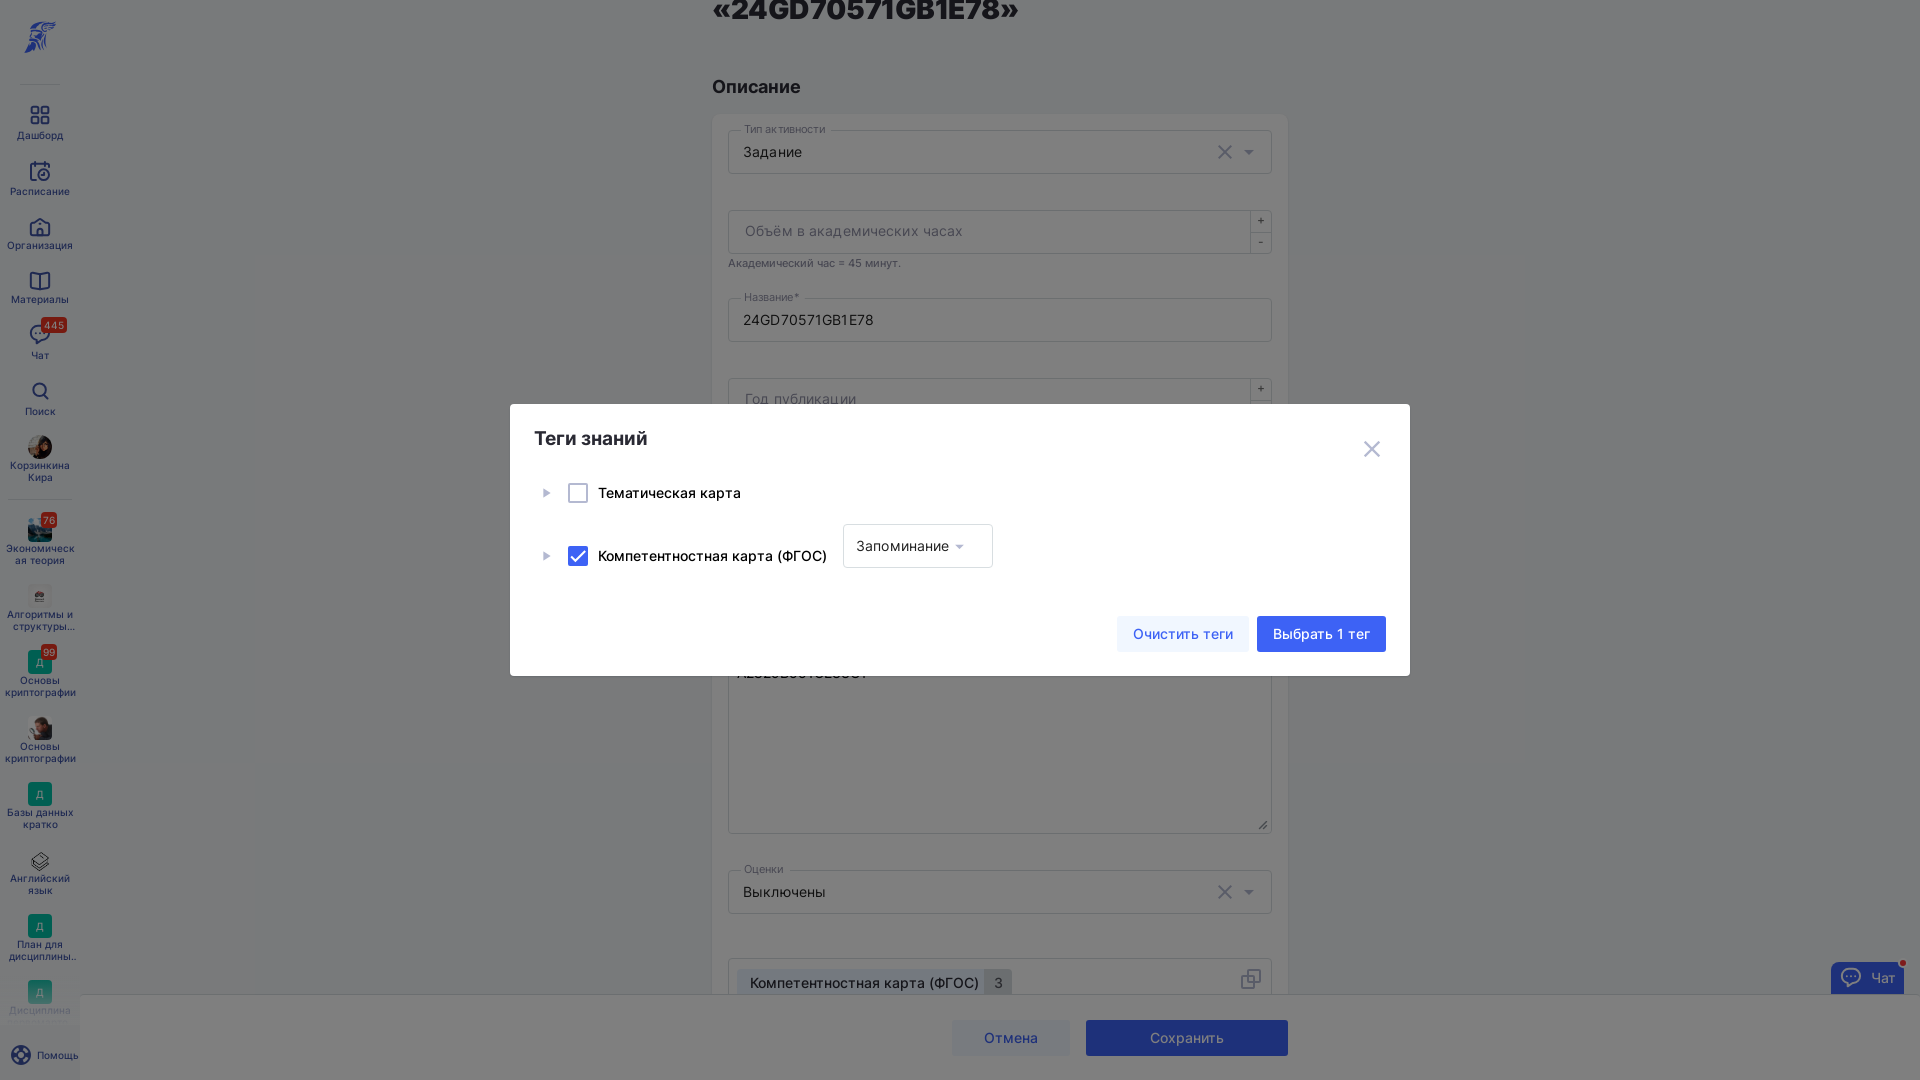 «24GD70571GB1E78»
Описание
Тип активности
Задание
Объём в академических часах
+
-
Академический час = 45 минут.
Название*
24GD70571GB1E78
Год публикации
+
Теги знаний
Тематическая карта
Компетентностная карта (ФГОС)
Запоминание
Очистить теги
Выбрать 1 тег
Оценки
Выключены
Компетентностная карта (ФГОС) 3
Отмена
Сохранить
Чат
Дашборд
Расписание
Организация
Материалы
445
Чат
Поиск
Корзинкина
Кира
76
Экономическ
ая теория
Алгоритмы и
структуры...
99
Д
Основы
криптографии
Основы
криптографии
Д
Базы данных
кратко
Английский
язык
Д
План для
дисциплины..
Д
Дисциплина
Помощь